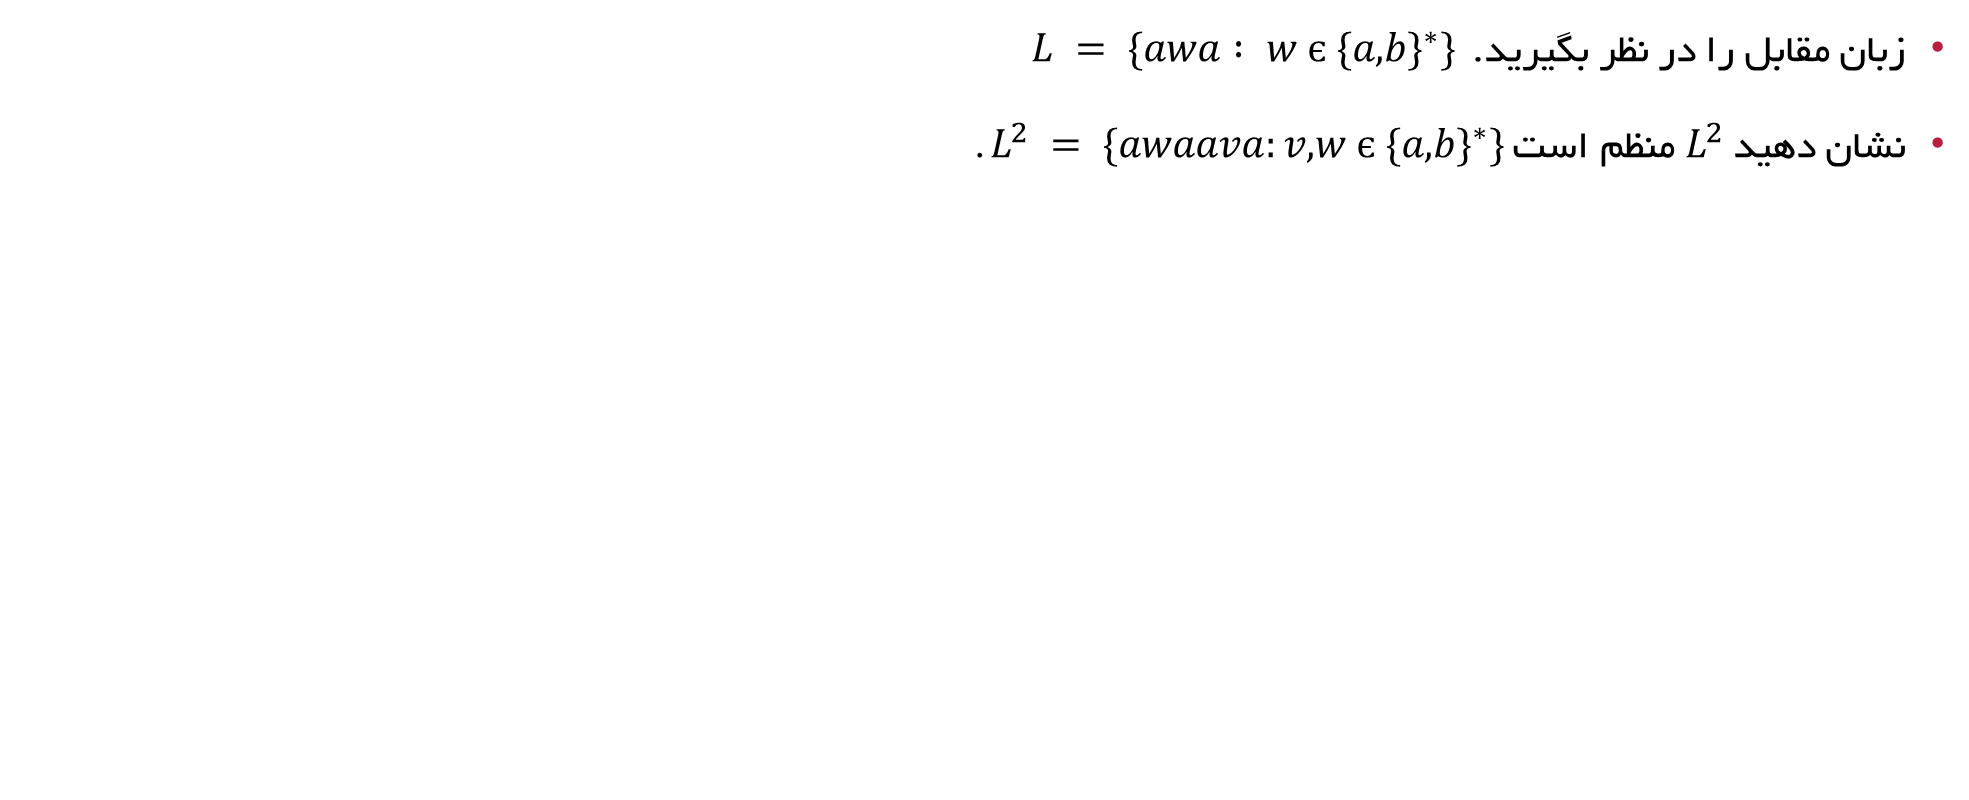 • زبان مقابل را در نظر بگیرید. L = {awa : w ϵ {a,b}*}
• نشان دهید L² منظم است L² = {awaava: v,w ϵ {a,b}*}.